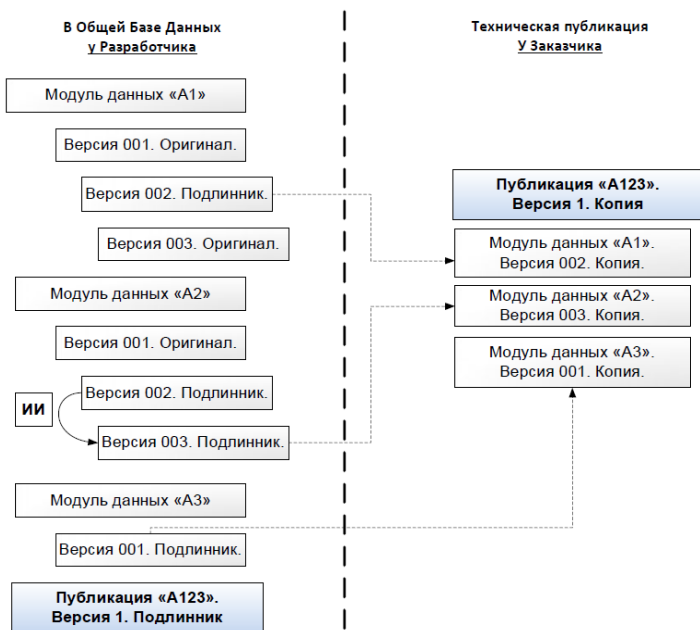 В Общей Базе Данных
у Разработчика
Модуль данных «А1»
Версия 001. Оригинал.
Версия 002. Подлинник.
Версия 003. Оригинал.
Модуль данных «А2»
Версия 001. Оригинал.
Версия 002. Подлинник.
ИИ
Версия 003. Подлинник.
Модуль данных «А3»
Версия 001. Подлинник.
Публикация «А123».
Версия 1. Подлинник
Техническая публикация
У Заказчика
Публикация «А123».
Версия 1. Копия
Модуль данных «А1».
Версия 002. Копия.
Модуль данных «А2».
Версия 003. Копия.
Модуль данных «А3».
Версия 001. Копия.